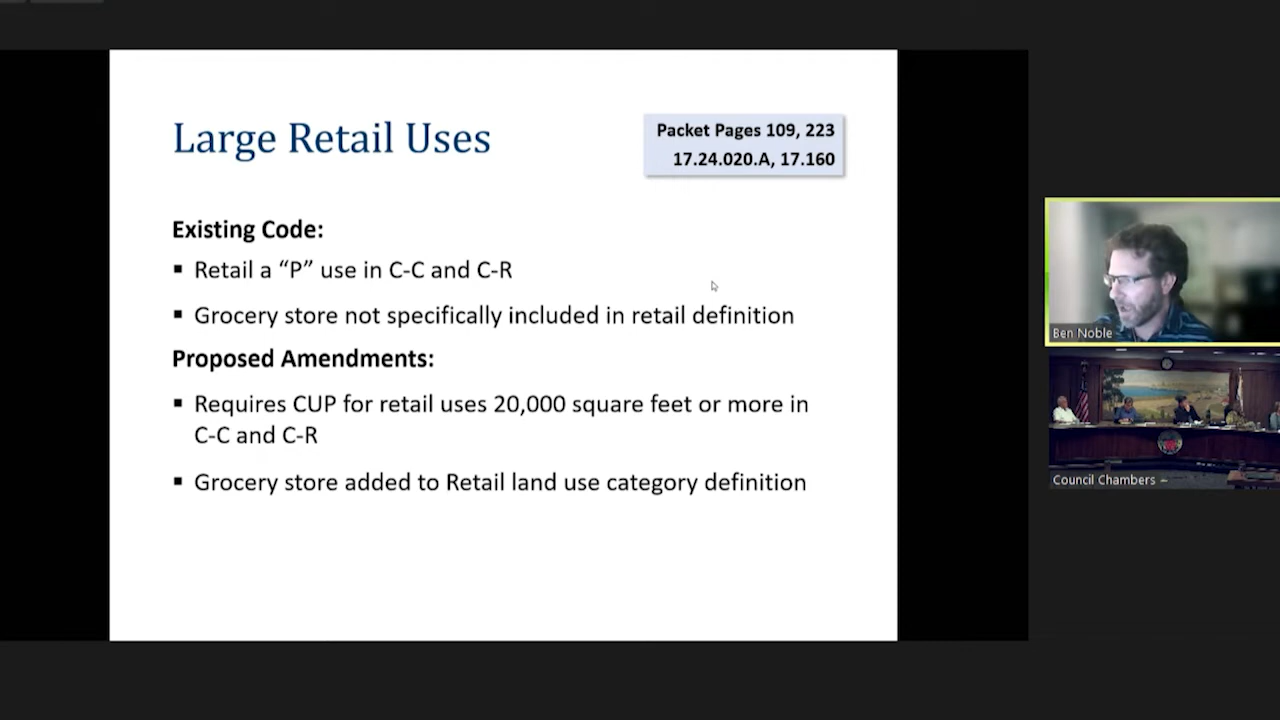 Large Retail Uses
Packet Pages 109, 223
17.24.020.A, 17.160
Existing Code:
▪ Retail a “P” use in C-C and C-R
▪ Grocery store not specifically included in retail definition
Proposed Amendments:
▪ Requires CUP for retail uses 20,000 square feet or more in
C-C and C-R
▪ Grocery store added to Retail land use category definition
Ben Noble
Council Chambers –